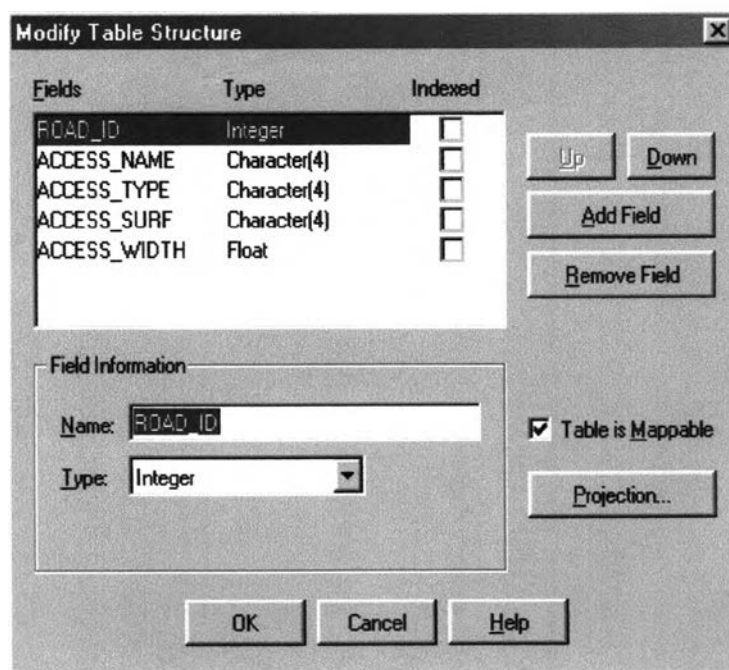 Modify Table Structure
Fields Type Indexed
ROAD_ID Integer
ACCESS_NAME Character(4)
ACCESS_TYPE Character(4)
ACCESS_SURF Character(4)
ACCESS_WIDTH Float
Up Down
Add Field
Remove Field
Field Information
Name: ROAD_ID
Type: Integer
Table is Mappable
Projection...
OK Cancel Help